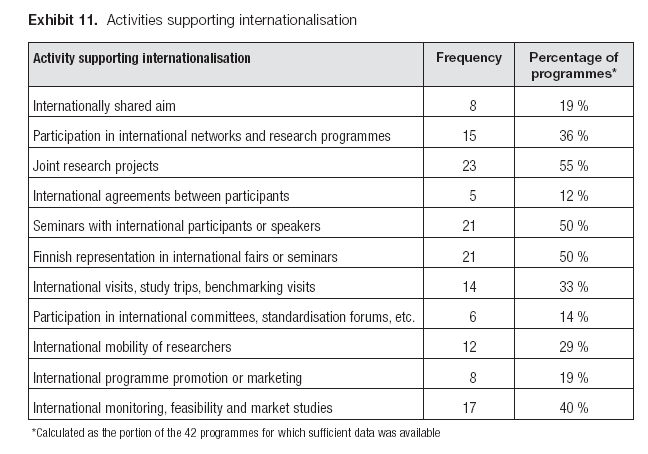 Exhibit 11. Activities supporting internationalisation
Activity supporting internationalisation Frequency Percentage of
programmes*
Internationally shared aim 8 19 %
Participation in international networks and research programmes 15 36 %
Joint research projects 23 55 %
International agreements between participants 5 12 %
Seminars with international participants or speakers 21 50 %
Finnish representation in international fairs or seminars 21 50 %
International visits, study trips, benchmarking visits 14 33 %
Participation in international committees, standardisation forums, etc. 6 14 %
International mobility of researchers 12 29 %
International programme promotion or marketing 8 19 %
International monitoring, feasibility and market studies 17 40 %
*Calculated as the portion of the 42 programmes for which sufficient data was available